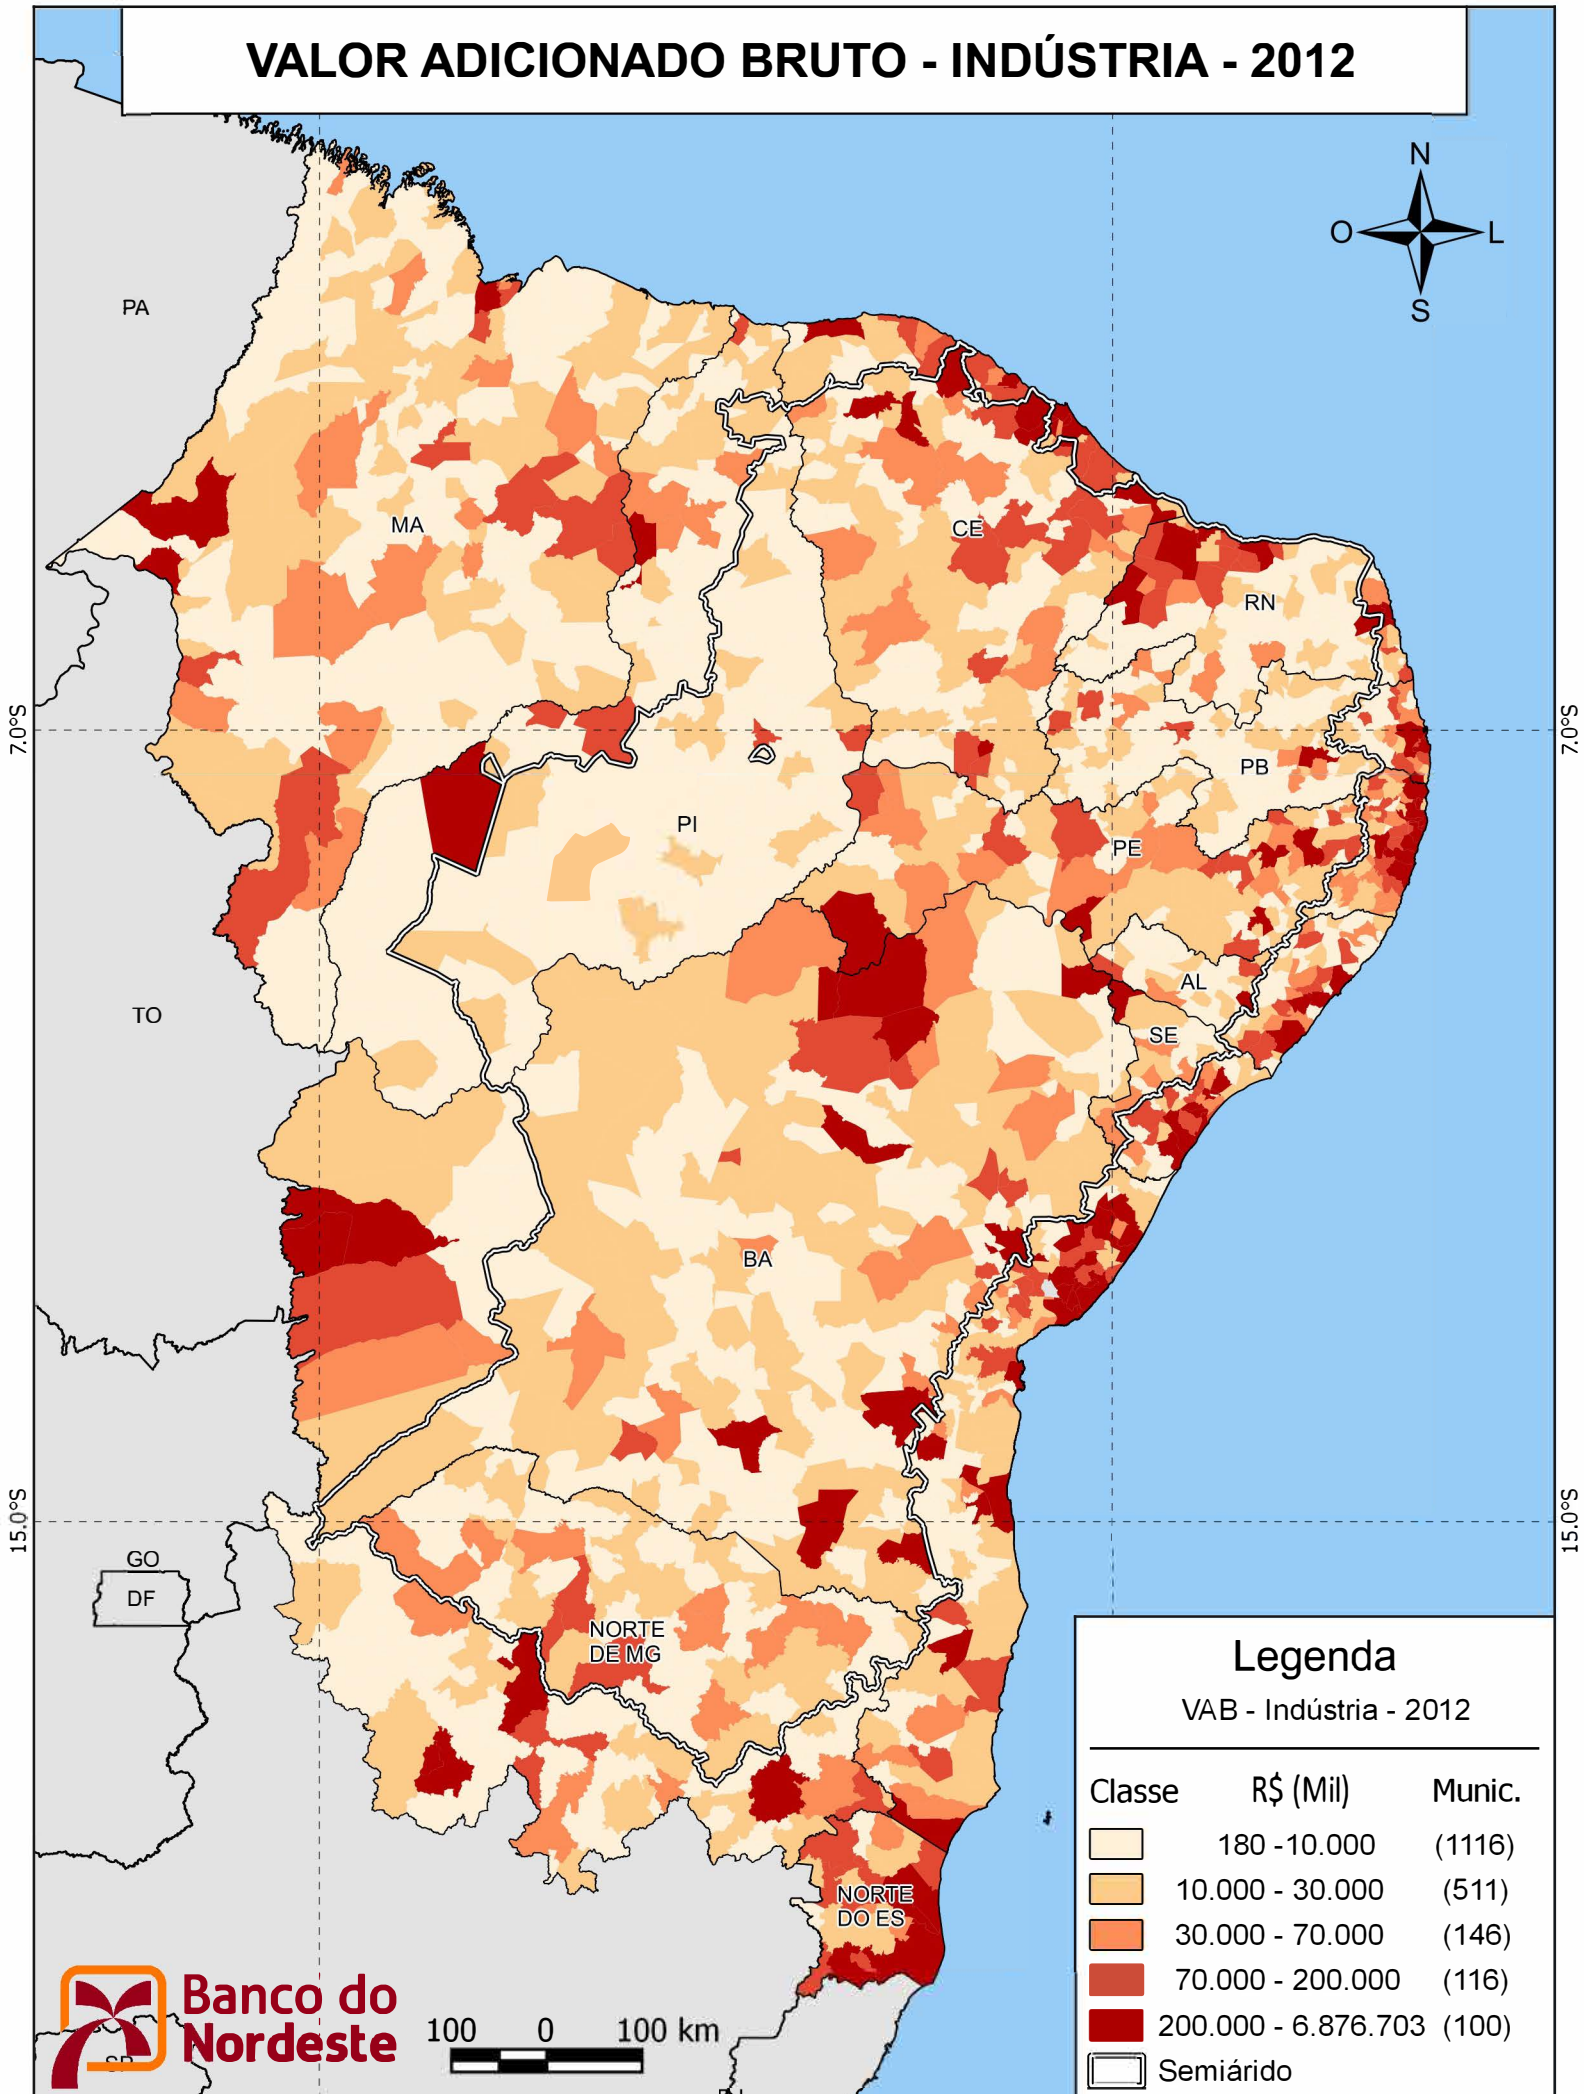 VALOR ADICIONADO BRUTO - INDÚSTRIA - 2012
N
O L
S
PA
MA
CE
RN
7.0°S
7.0°S
PB
PI
PE
AL
TO
SE
BA
15.0°S
15.0°S
GO
DF
NORTE
DE MG
NORTE
DO ES
Legenda
VAB - Indústria - 2012
Classe R$ (Mil) Munic.
180 -10.000 (1116)
10.000 - 30.000 (511)
30.000 - 70.000 (146)
70.000 - 200.000 (116)
200.000 - 6.876.703 (100)
Semiárido
Banco do
Nordeste
SP
100 0 100 km